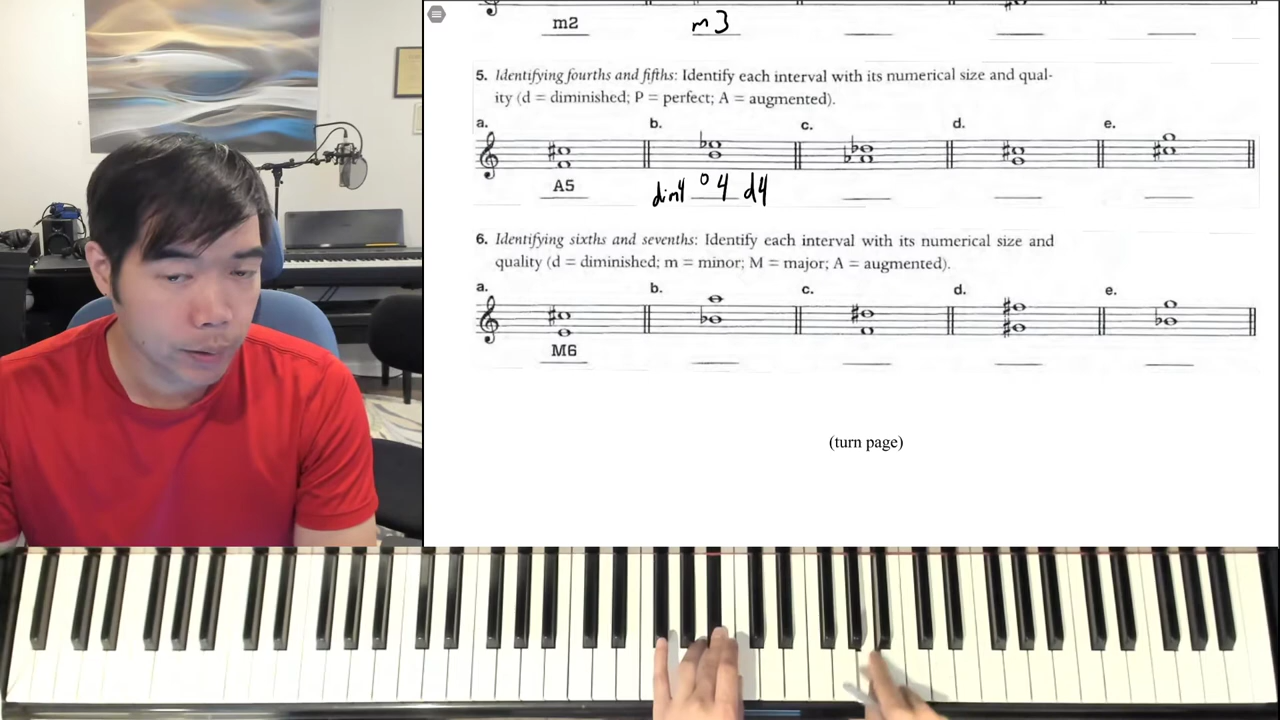 m2 m 3
5. Identifying fourths and fifths: Identify each interval with its numerical size and qual-
ity (d = diminished; P = perfect; A = augmented).
a. b. c. d. e.
A5 dim4 o 4 d4
6. Identifying sixths and sevenths: Identify each interval with its numerical size and
quality (d = diminished; m = minor; M = major; A = augmented).
a. b. c. d. e.
M6
(turn page)